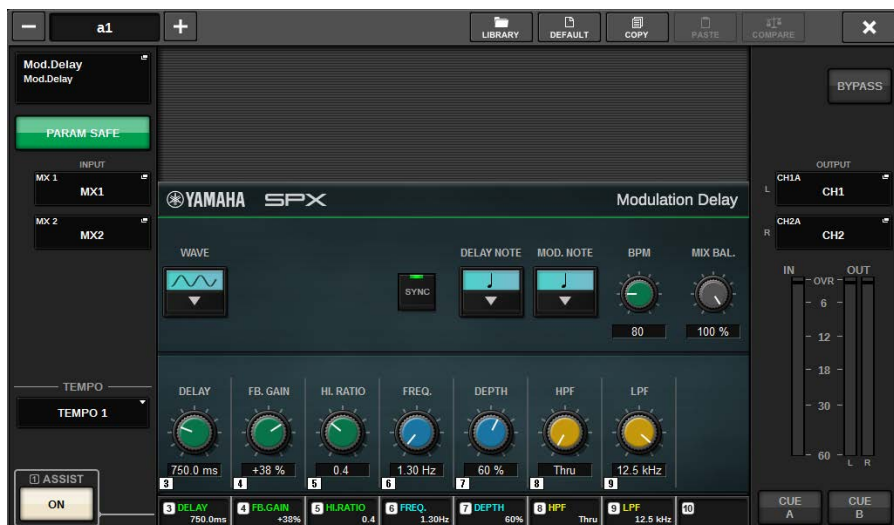 a1
LIBRARY
DEFAULT
COPY
PASTE
COMPARE
Mod.Delay
Mod.Delay
BYPASS
PARAM SAFE
INPUT
MX 1
MX1
MX 2
MX2
OUTPUT
L
CH1A
CH1
R
CH2A
CH2
YAMAHA SPX
Modulation Delay
WAVE
SYNC
DELAY NOTE
MOD. NOTE
BPM
80
MIX BAL.
100 %
IN
OUT
OVR
6
12
18
30
60
L R
TEMPO
TEMPO 1
DELAY
750.0 ms
3
FB. GAIN
+38 %
4
HI. RATIO
0.4
5
FREQ.
1.30 Hz
6
DEPTH
60 %
7
HPF
Thru
8
LPF
12.5 kHz
9
1 ASSIST
ON
3 DELAY
750.0ms
4 FB.GAIN
+38%
5 HI.RATIO
0.4
6 FREQ.
1.30Hz
7 DEPTH
60%
8 HPF
Thru
9 LPF
12.5 kHz
10
CUE
A
CUE
B